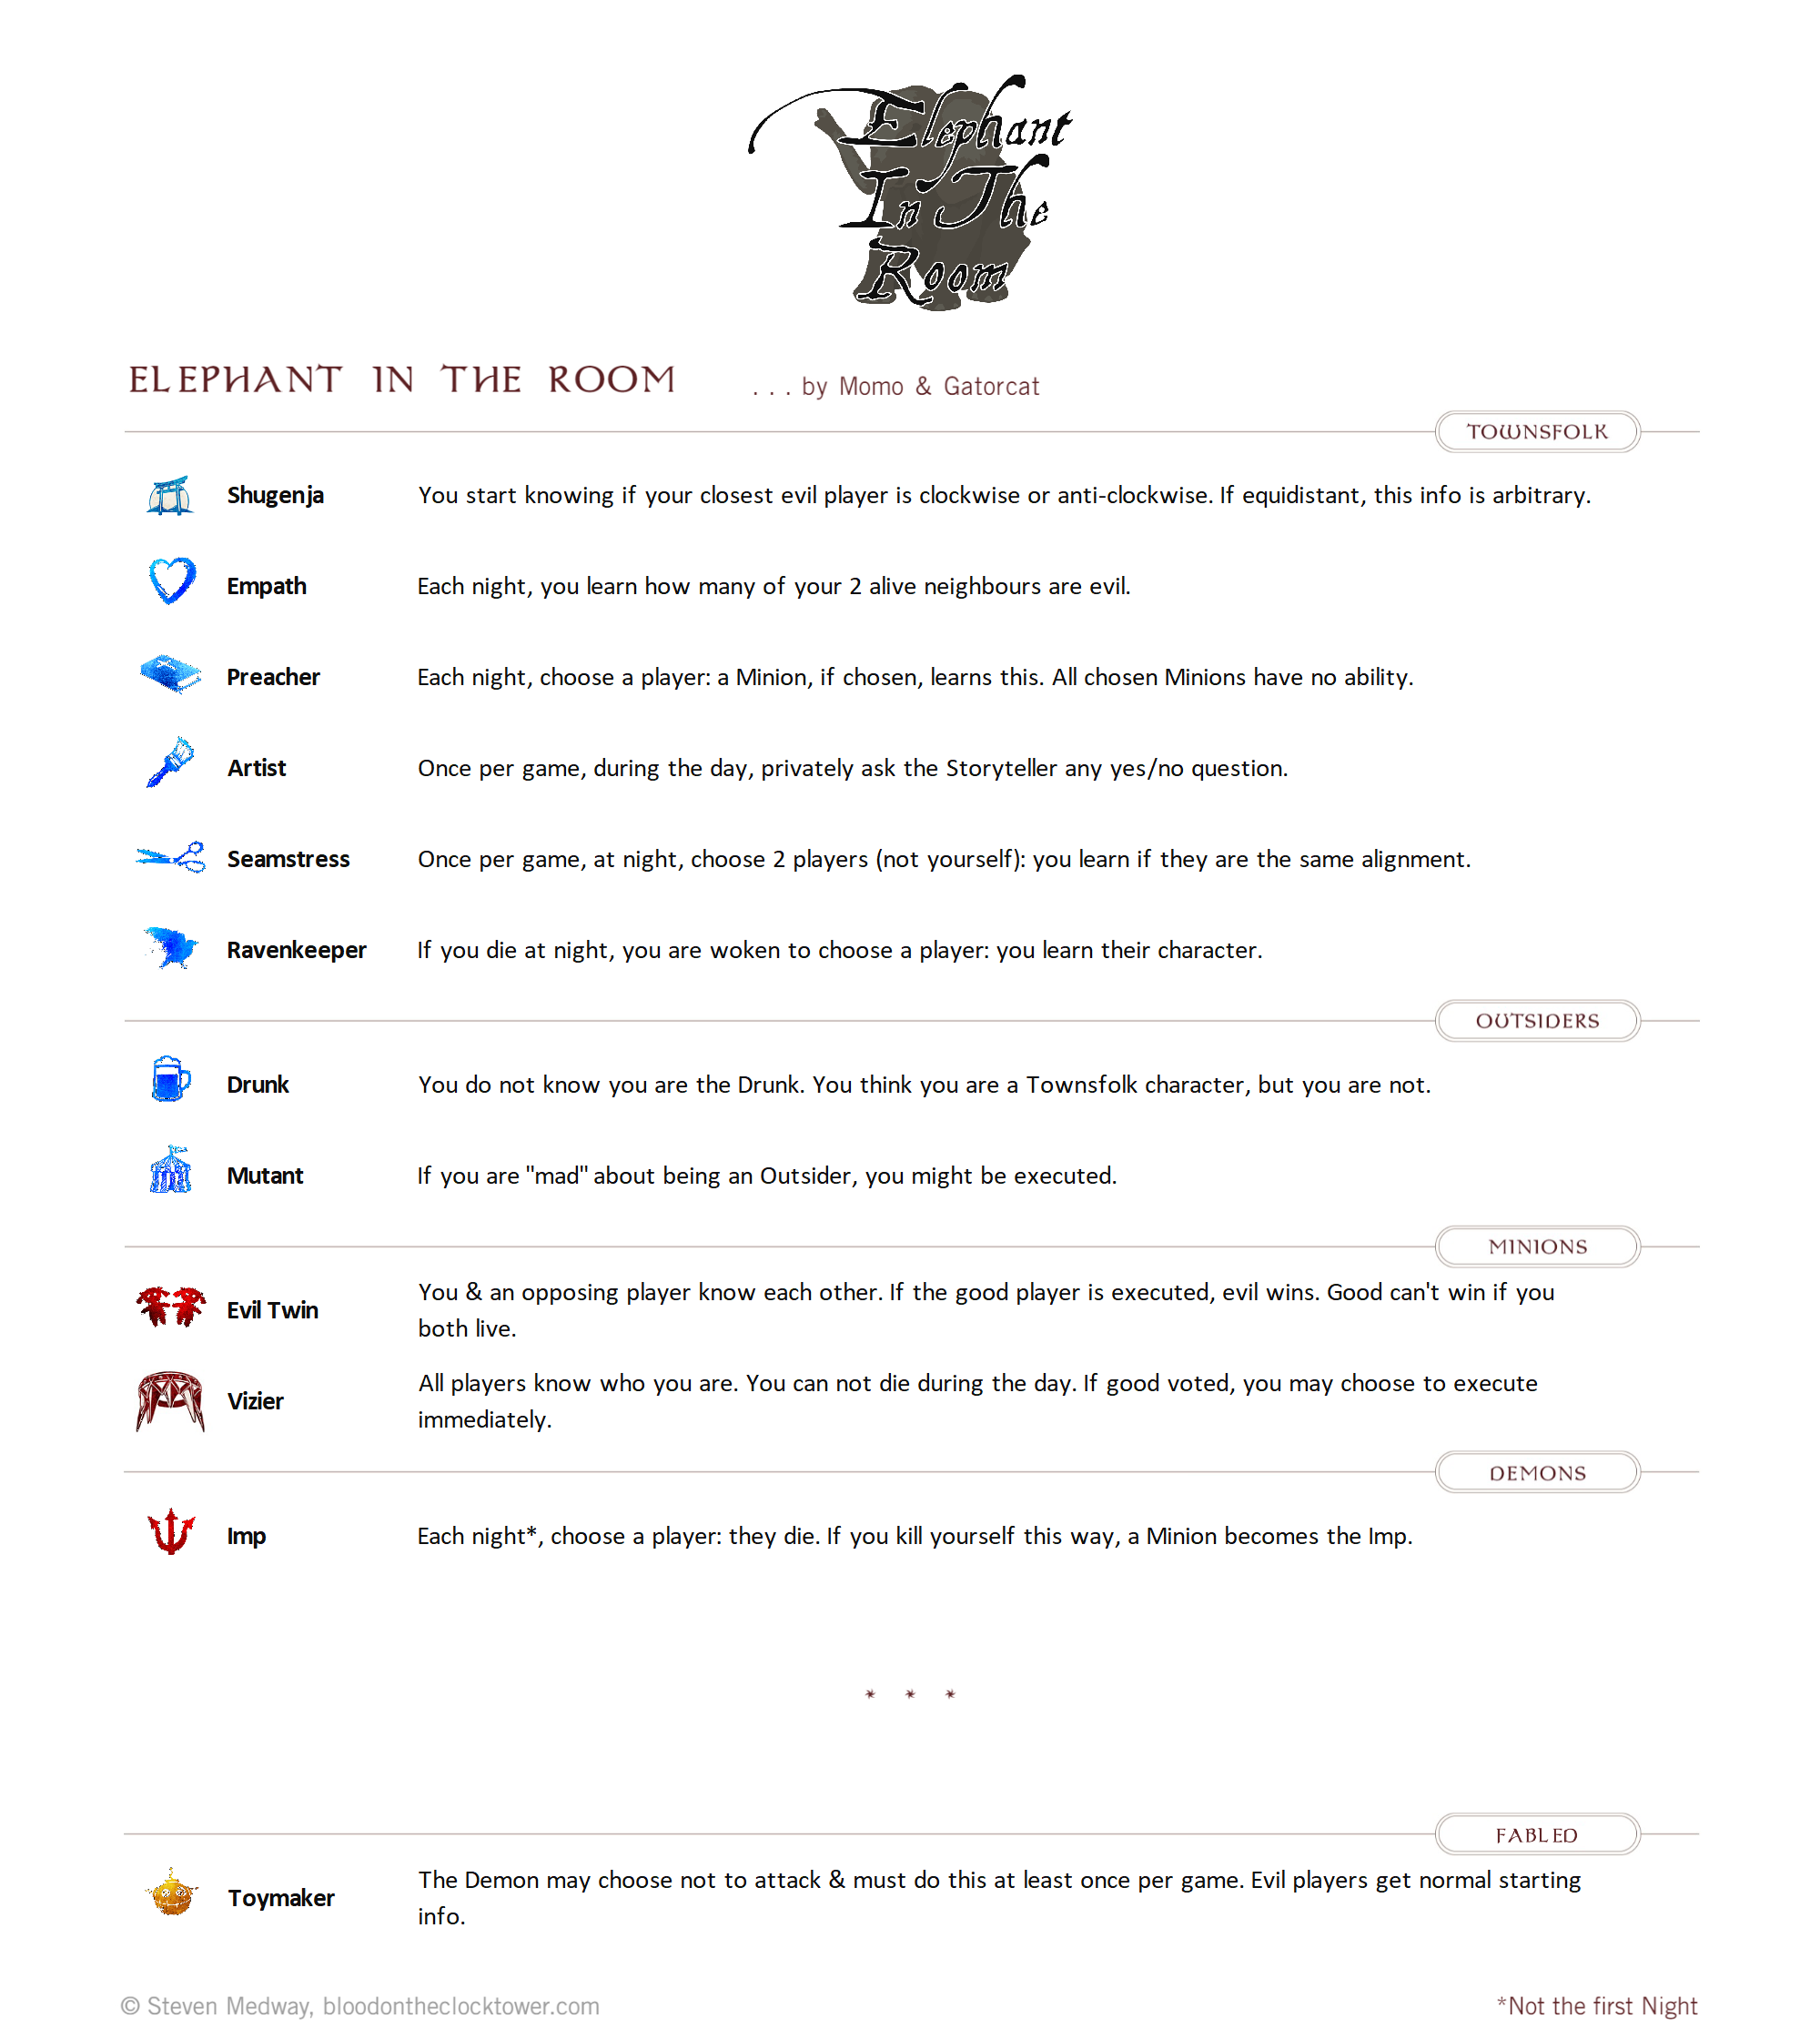 Elephant
In The
Room
ELEPHANT IN THE ROOM . . . by Momo & Gatorcat
TOWNSFOLK
Shugenja You start knowing if your closest evil player is clockwise or anti-clockwise. If equidistant, this info is arbitrary.
Empath Each night, you learn how many of your 2 alive neighbours are evil.
Preacher Each night, choose a player: a Minion, if chosen, learns this. All chosen Minions have no ability.
Artist Once per game, during the day, privately ask the Storyteller any yes/no question.
Seamstress Once per game, at night, choose 2 players (not yourself): you learn if they are the same alignment.
Ravenkeeper If you die at night, you are woken to choose a player: you learn their character.
OUTSIDERS
Drunk You do not know you are the Drunk. You think you are a Townsfolk character, but you are not.
Mutant If you are "mad" about being an Outsider, you might be executed.
MINIONS
Evil Twin You & an opposing player know each other. If the good player is executed, evil wins. Good can't win if you
both live.
Vizier All players know who you are. You can not die during the day. If good voted, you may choose to execute
immediately.
DEMONS
Imp Each night*, choose a player: they die. If you kill yourself this way, a Minion becomes the Imp.
* * *
FABLED
Toymaker The Demon may choose not to attack & must do this at least once per game. Evil players get normal starting
info.
© Steven Medway, bloodontheclocktower.com *Not the first Night